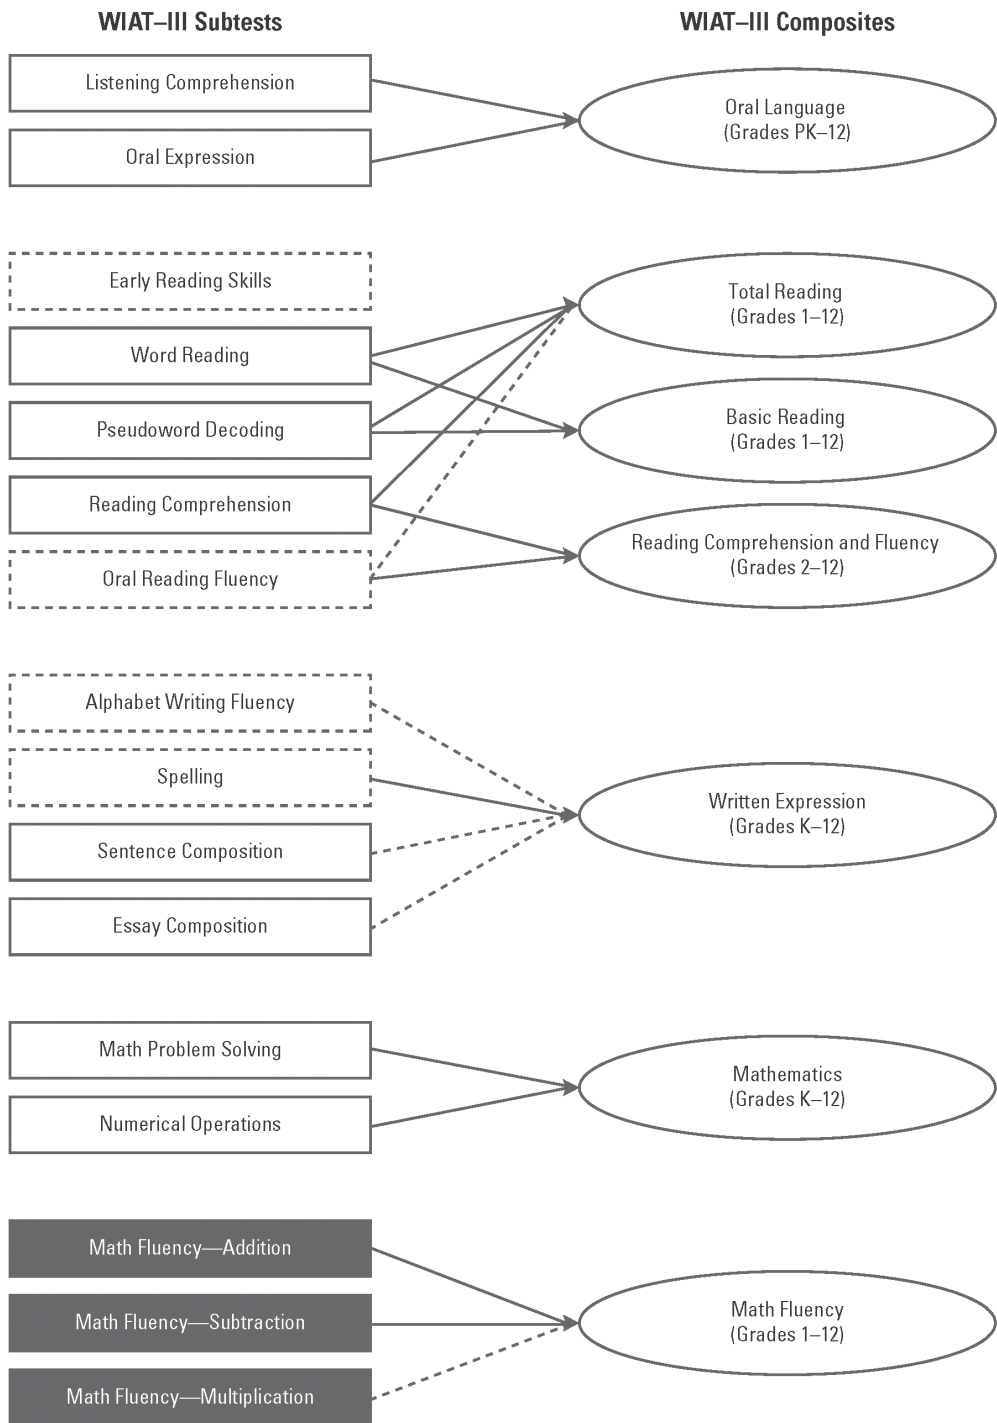 WIAT–III Subtests
WIAT–III Composites
Listening Comprehension
Oral Expression
Oral Language
(Grades PK–12)
Early Reading Skills
Word Reading
Pseudoword Decoding
Reading Comprehension
Oral Reading Fluency
Total Reading
(Grades 1–12)
Basic Reading
(Grades 1–12)
Reading Comprehension and Fluency
(Grades 2–12)
Alphabet Writing Fluency
Spelling
Sentence Composition
Essay Composition
Written Expression
(Grades K–12)
Math Problem Solving
Numerical Operations
Mathematics
(Grades K–12)
Math Fluency—Addition
Math Fluency—Subtraction
Math Fluency—Multiplication
Math Fluency
(Grades 1–12)